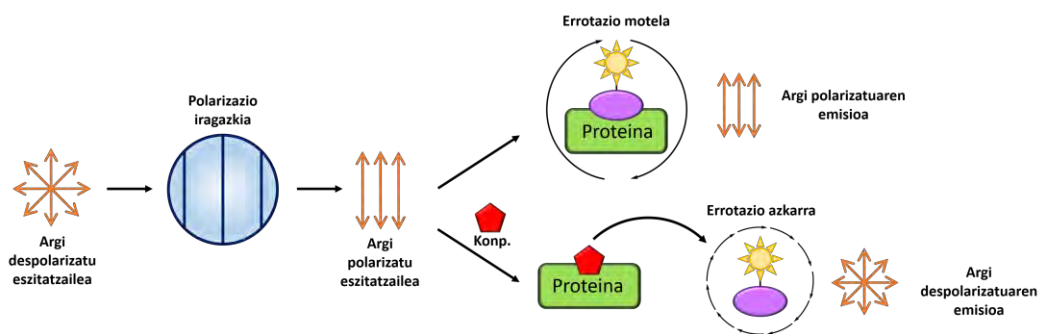 Errotazio motela
Polarizazio
iragazkia
Proteina
Argi polarizatuaren
emisioa
Argi
despolarizatu
eszitatzailea
Argi
polarizatu
eszitatzailea
Konp.
Proteina
Errotazio azkarra
Argi
despolarizatuaren
emisioa